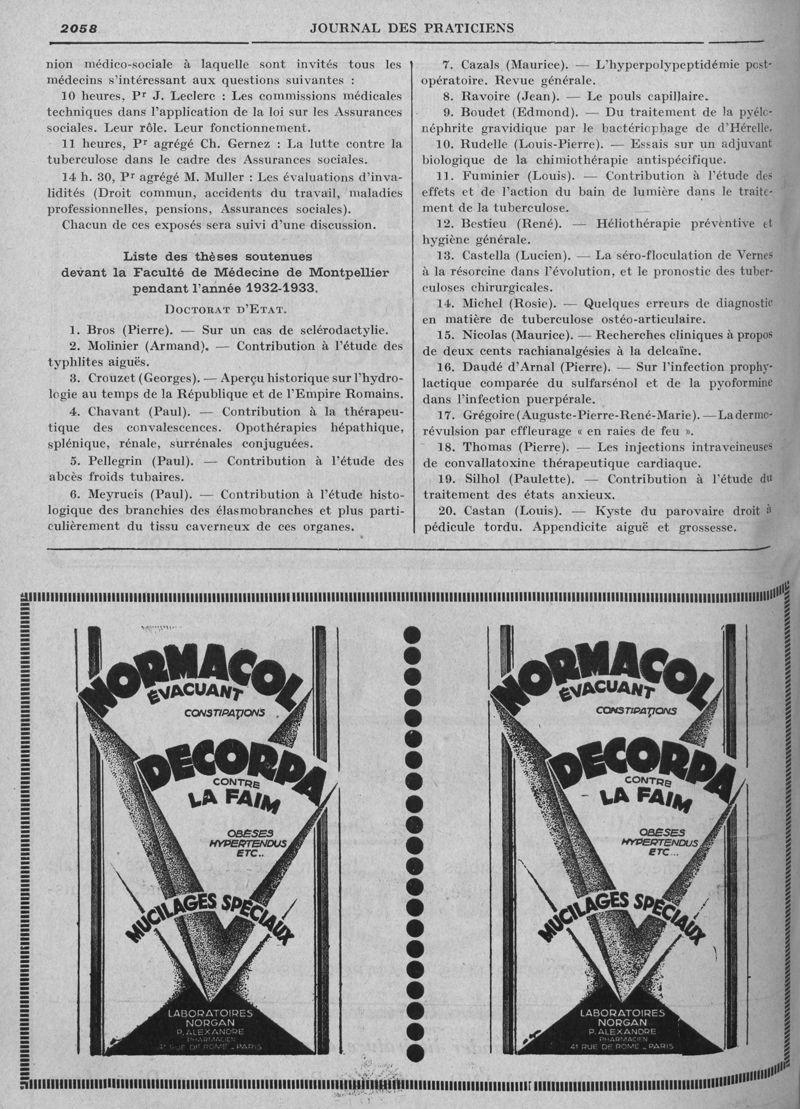 2058
JOURNAL DES PRATICIENS
nion médico-sociale à laquelle sont invités tous les
médecins s'intéressant aux questions suivantes :
10 heures, Pr J. Leclerc : Les commissions médicales
techniques dans l'application de la loi sur les Assurances
sociales. Leur rôle. Leur fonctionnement.
11 heures, Pr agrégé Ch. Gernez : La lutte contre la
tuberculose dans le cadre des Assurances sociales.
14 h. 30, Pr agrégé M. Muller : Les évaluations d'inva-
lidités (Droit commun, accidents du travail, maladies
professionnelles, pensions, Assurances sociales).
Chacun de ces exposés sera suivi d'une discussion.
Liste des thèses soutenues
devant la Faculté de Médecine de Montpellier
pendant l'année 1932-1933.
DOCTORAT D'ETAT.
1. Bros (Pierre). — Sur un cas de sclérodactylie.
2. Molinier (Armand). — Contribution à l'étude des
typhlites aiguës.
3. Crouzet (Georges). — Aperçu historique sur l'hydro-
logie au temps de la République et de l'Empire Romains.
4. Chavant (Paul). — Contribution à la thérapeu-
tique des convalescences. Opothérapies hépathique,
splénique, rénale, surrénales conjuguées.
5. Pellegrin (Paul). — Contribution à l'étude des
abcès froids tubaires.
6. Meyrueis (Paul). — Contribution à l'étude histo-
logique des branchies des élasmobranches et plus parti-
culièrement du tissu caverneux de ces organes.
7. Cazals (Maurice). — L'hyperpolypeptidémie post-
opératoire. Revue générale.
8. Ravoire (Jean). — Le pouls capillaire.
9. Boudet (Edmond). — Du traitement de la pyélo-
néphrite gravidique par le bactériophage de d'Hérelle.
10. Rudelle (Louis-Pierre). — Essais sur un adjuvant
biologique de la chimiothérapie antispécifique.
11. Fuminier (Louis). — Contribution à l'étude des
effets et de l'action du bain de lumière dans le traite-
ment de la tuberculose.
12. Bestieu (René). — Héliothérapie préventive et
hygiène générale.
13. Castella (Lucien). — La séro-floculation de Vernes
à la résorcine dans l'évolution, et le pronostic des tuber-
culoses chirurgicales.
14. Michel (Rosie). — Quelques erreurs de diagnostic
en matière de tuberculose ostéo-articulaire.
15. Nicolas (Maurice). — Recherches cliniques à propos
de deux cents rachianalgésies à la delcaïne.
16. Daudé d'Arnal (Pierre). — Sur l'infection prophy-
lactique comparée du sulfarsénol et de la pyoformine
dans l'infection puerpérale.
17. Grégoire (Auguste-Pierre-René-Marie). — La dermo-
révulsion par effleurage « en raies de feu ».
18. Thomas (Pierre). — Les injections intraveineuses
de convallatoxine thérapeutique cardiaque.
19. Silhol (Paulette). — Contribution à l'étude du
traitement des états anxieux.
20. Castan (Louis). — Kyste du parovaire droit à
pédicule tordu. Appendicite aiguë et grossesse.
NORMACOL
ÉVACUANT
CONSTIPATIONS
DECORPA
CONTRE
LA FAIM
OBÈSES
HYPERTENDUS
ETC..
MUCILAGES SPÉCIAUX
LABORATOIRES
NORGAN
P. ALEXANDRE
PHARMACIEN
RUE DE ROME _ PARIS
NORMACOL
ÉVACUANT
CONSTIPATIONS
DECORPA
CONTRE
LA FAIM
OBÈSES
HYPERTENDUS
ETC...
MUCILAGES SPÉCIAUX
LABORATOIRES
NORGAN
P. ALEXANDRE
PHARMACIEN
41 RUE DE ROME _ PARIS